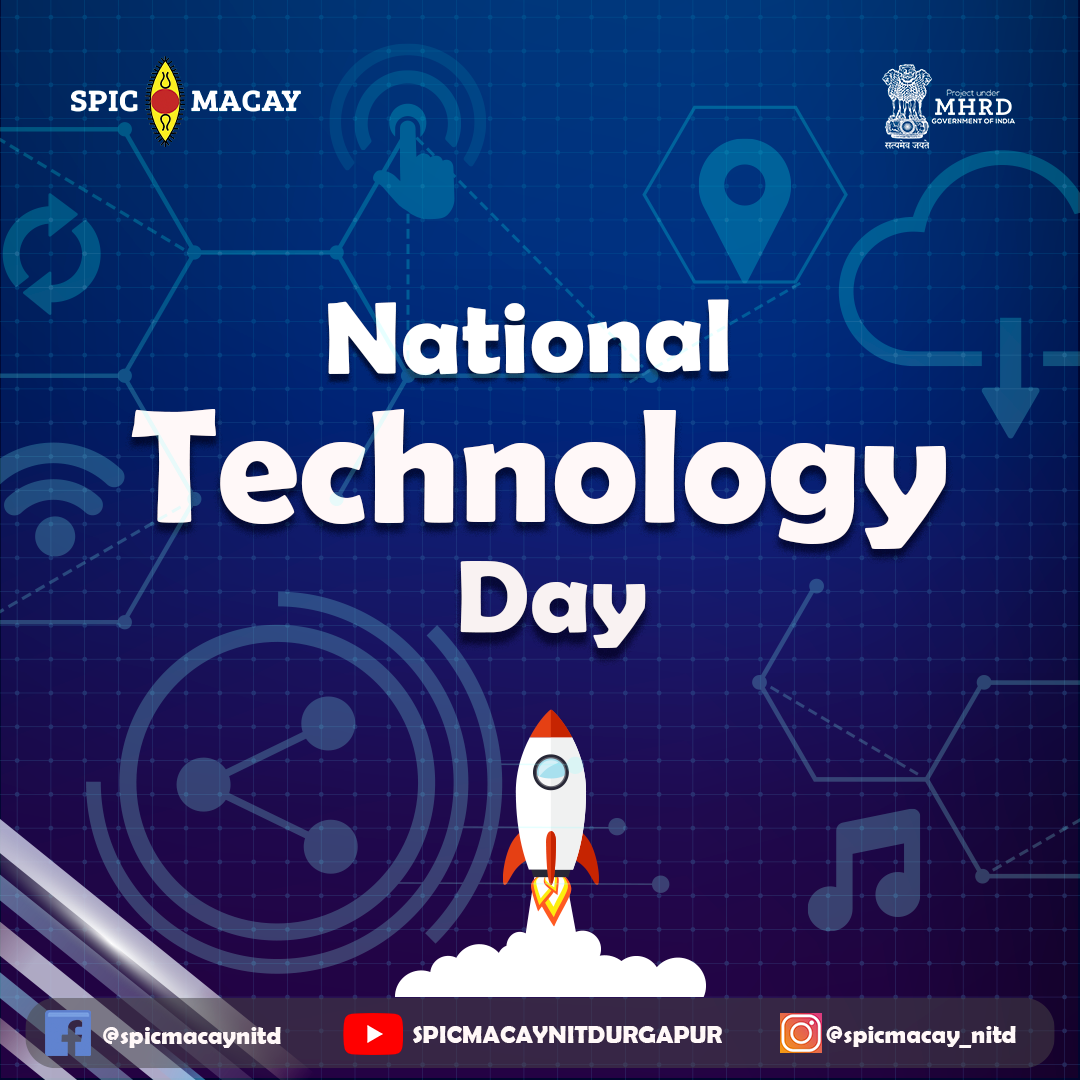 SPIC MACAY
Project under
MHRD
GOVERNMENT OF INDIA
सत्यमेव जयते
National
Technology
Day
@spicmacaynitd
SPICMACAYNITDURGAPUR
@spicmacay_nitd